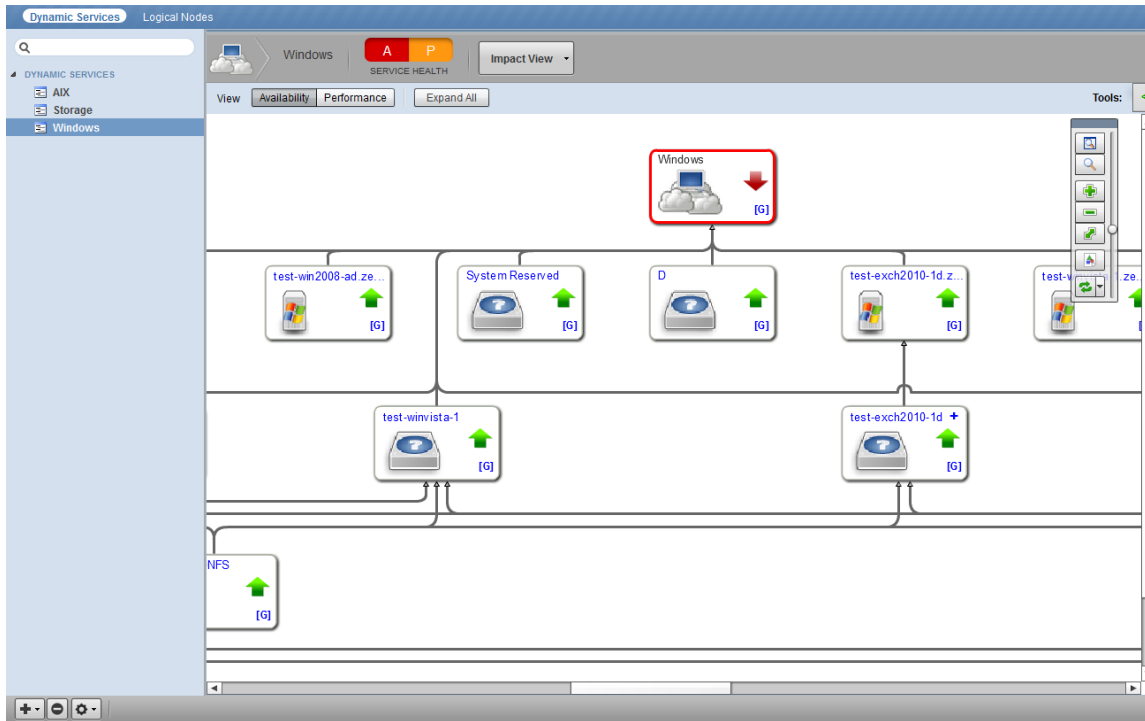 Dynamic Services Logical Nodes
DYNAMIC SERVICES
AIX
Storage
Windows
Windows
A P
SERVICE HEALTH
Impact View
View Availability Performance Expand All Tools:
Windows
[G]
test-win2008-ad.ze... System Reserved D test-exch2010-1d.z...
[G] [G] [G] [G]
test-winvista-1 test-exch2010-1d +
[G] [G]
NFS
[G]